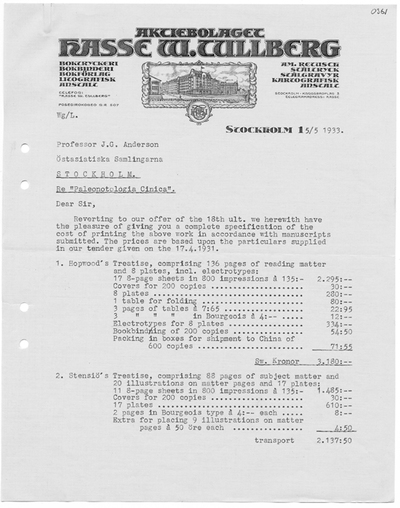 0361
AKTIEBOLAGET
HASSE W. TULLBERG
BOKTRYCKERI
BOKBINDERI
BOKFÖRLAG
LITOGRAFISK
ANSTALT
AM. RETUSCH
STÅLTRYCK
STÅLGRAVYR
KARTOGRAFISK
ANSTALT
Wg/L.
STOCKHOLM 15/5 1933.
Professor J.G. Anderson
Östasiatiska Samlingarna
STOCKHOLM.
Re "Paleontologia Cinica".
Dear Sir,
Reverting to our offer of the 18th ult. we herewith have
the pleasure of giving you a complete specification of the
cost of printing the above work in accordance with manuscripts
submitted. The prices are based upon the particulars supplied
in our tender given on the 17.4.1931.
1. Hopwood's Treatise, comprising 136 pages of reading matter
and 8 plates, incl. electrotypes:
17 8-page sheets in 800 impressions á 135:- 2.295:--
Covers for 200 copies ................. 30:--
8 plates .............................. 280:--
1 table for folding ................... 80:--
3 pages of tables á 7:65 .............. 22:95
3 " " " in Bourgeois á 4:-- ..... 12:--
Electrotypes for 8 plates ............. 334:--
Bookbinding of 200 copies ............. 54:50
Packing in boxes for shipment to China of
600 copies ............... 71:55
Sw. Kronor 3.180:--
2. Stensiö's Treatise, comprising 88 pages of subject matter and
20 illustrations on matter pages and 17 plates:
11 8-page sheets in 800 impressions á 135:- 1.485:--
Covers for 200 copies ................. 30:--
17 plates ............................. 610:--
2 pages in Bourgeois type á 4:-- each ..... 8:--
Extra for placing 9 illustrations on matter
pages á 50 öre each .............. 4:50
transport 2.137:50